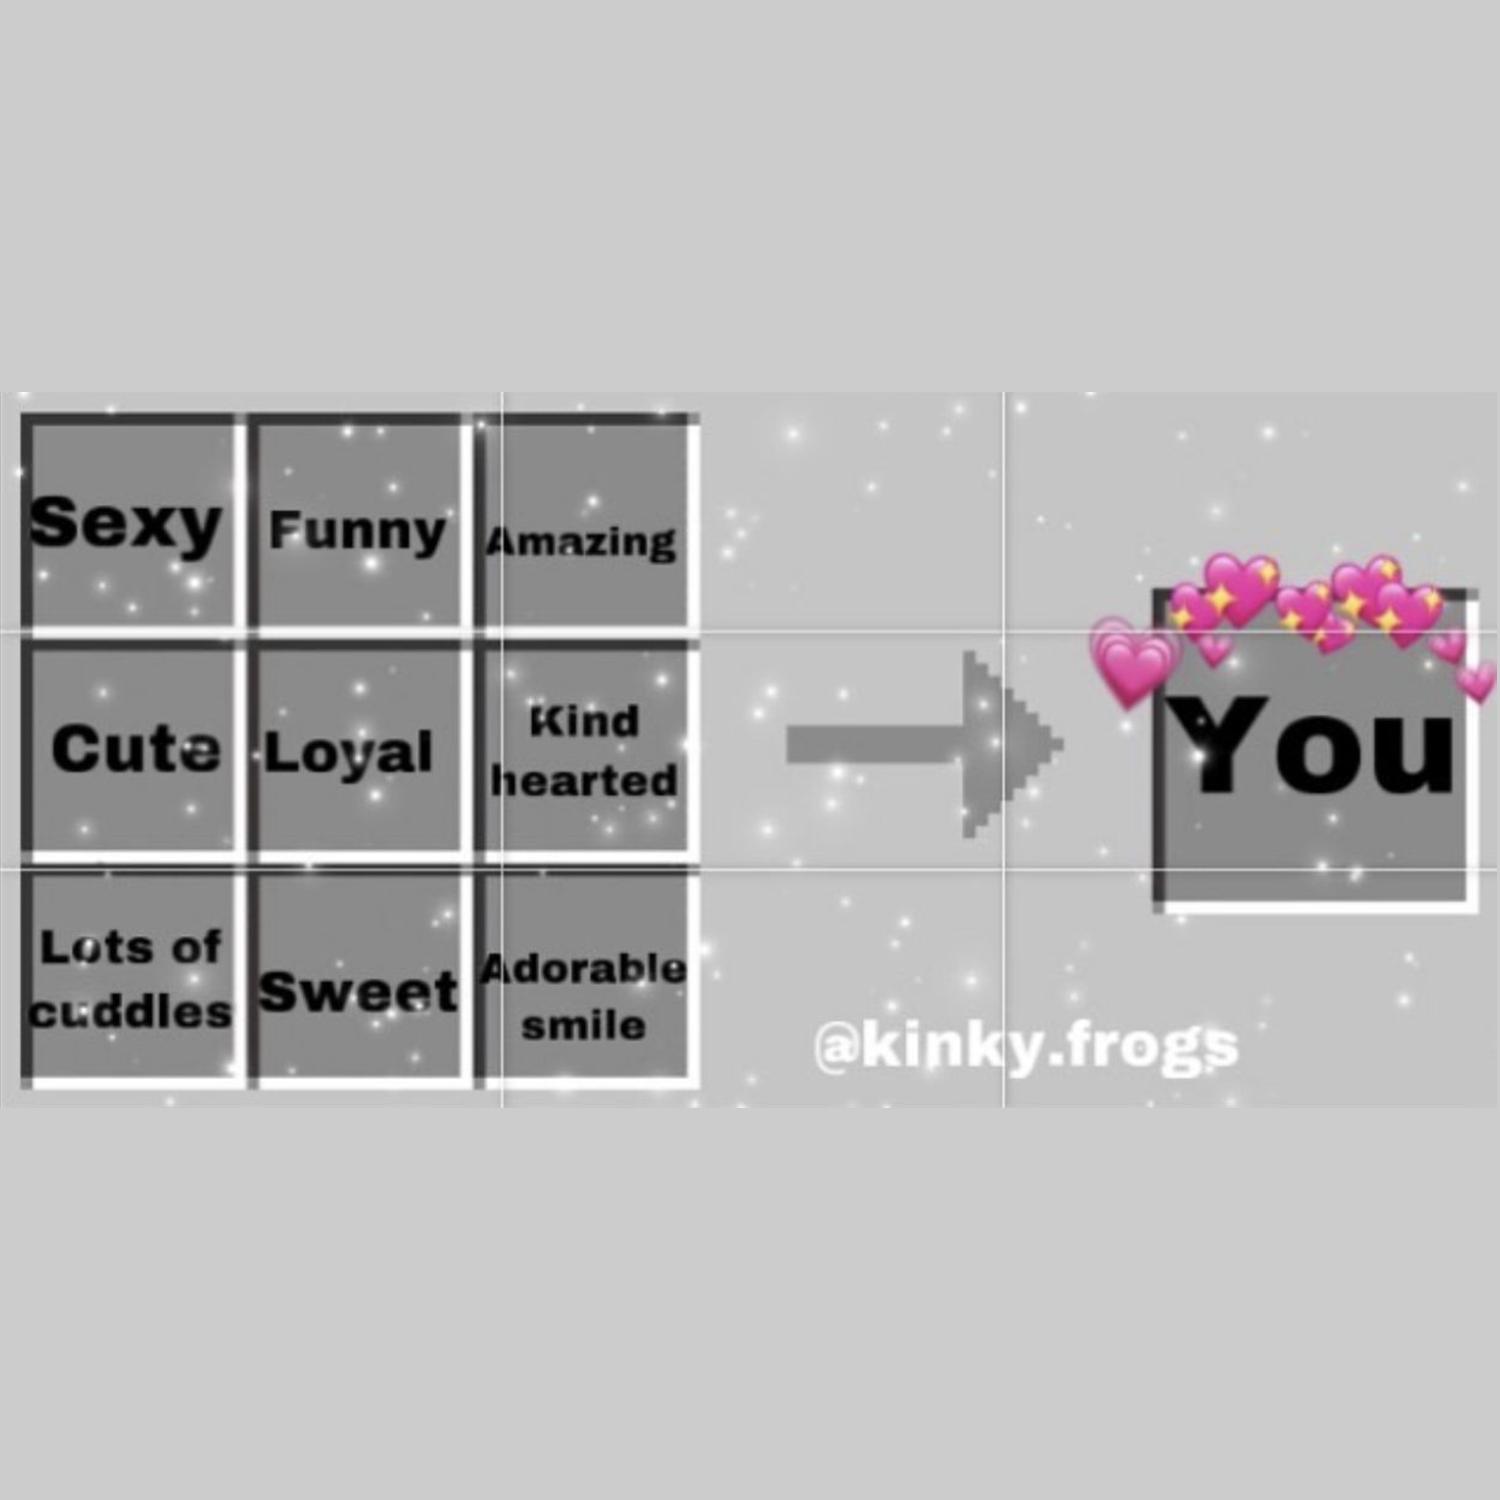 Sexy
Funny
Amazing
Cute
Loyal
Kind
hearted
Lots of
cuddles
Sweet
Adorable
smile
You
@kinky.frogs